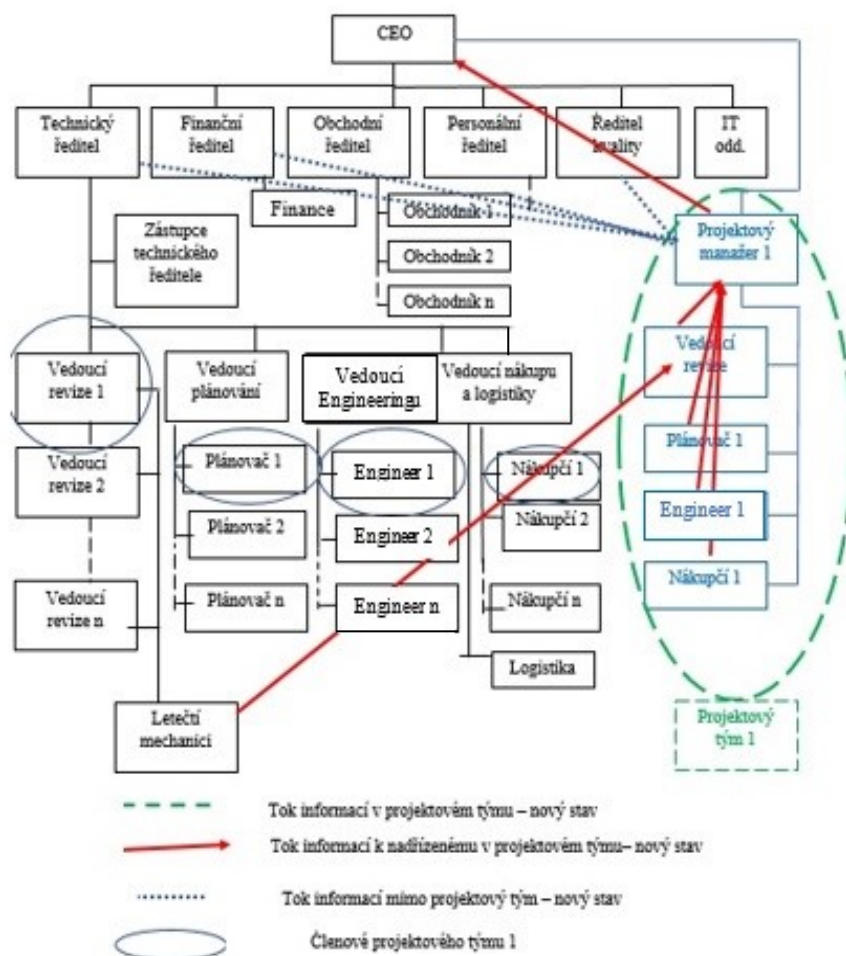 CEO
Technický
ředitel
Finanční
ředitel
Obchodní
ředitel
Personální
ředitel
Ředitel
kvality
IT
odd.
Zástupce
technického
ředitele
Finance
Obchodník 1
Obchodník 2
Obchodník n
Projektový
manažer 1
Vedoucí
revize 1
Vedoucí
plánování
Vedoucí
Engineeringu
Vedoucí nákupu
a logistiky
Vedoucí
revize
Vedoucí
revize 2
Plánovač 1
Engineer 1
Nákupčí 1
Plánovač 1
Plánovač 2
Engineer 2
Nákupčí 2
Engineer 1
Vedoucí
revize n
Plánovač n
Engineer n
Nákupčí n
Nákupčí 1
Logistika
Letečtí
mechanici
Projektový
tým 1
Tok informací v projektovém týmu – nový stav
Tok informací k nadřízenému v projektovém týmu– nový stav
Tok informací mimo projektový tým – nový stav
Členové projektového týmu 1